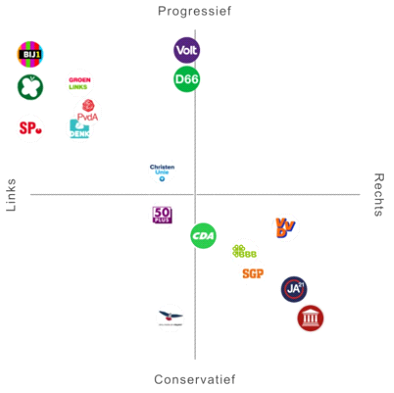 Progressief
BIJ1
Volt
D66
GROEN
LINKS
PvdA
SP
DENK
Christen
Unie
Links
Rechts
50
PLUS
VVD
CDA
BBB
SGP
JA21
Conservatief